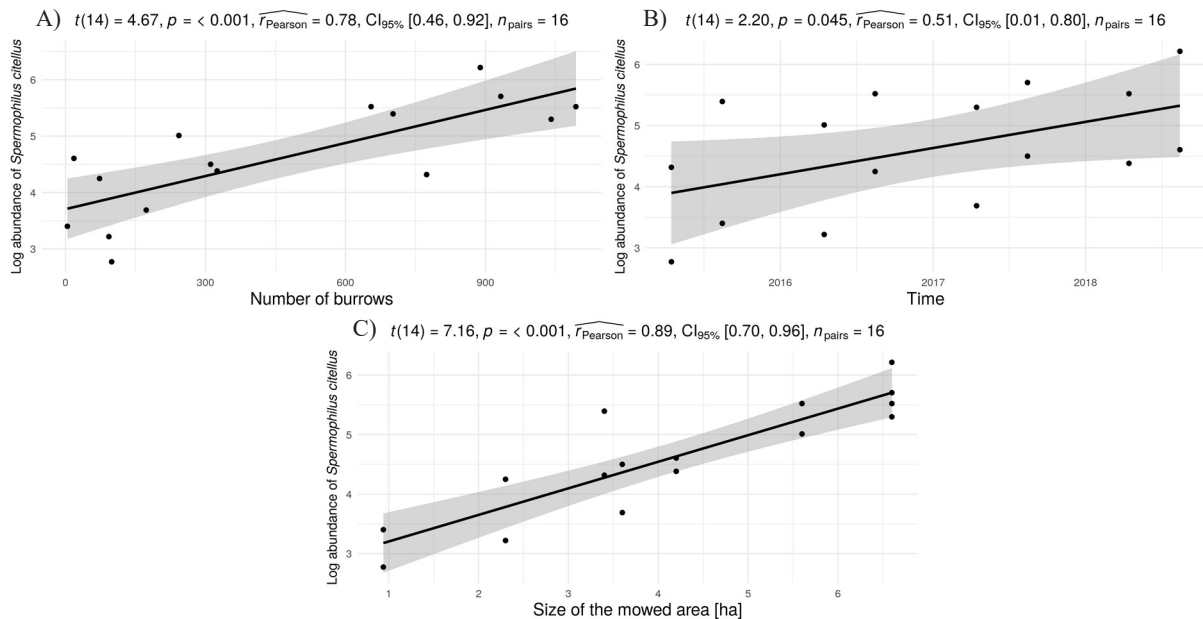 A) t(14) = 4.67, p = < 0.001, r̂Pearson = 0.78, CI95% [0.46, 0.92], npairs = 16
Log abundance of Spermophilus citellus
6
5
4
3
0 300 600 900
Number of burrows
B) t(14) = 2.20, p = 0.045, r̂Pearson = 0.51, CI95% [0.01, 0.80], npairs = 16
Log abundance of Spermophilus citellus
6
5
4
3
2016 2017 2018
Time
C) t(14) = 7.16, p = < 0.001, r̂Pearson = 0.89, CI95% [0.70, 0.96], npairs = 16
Log abundance of Spermophilus citellus
6
5
4
3
1 2 3 4 5 6
Size of the mowed area [ha]